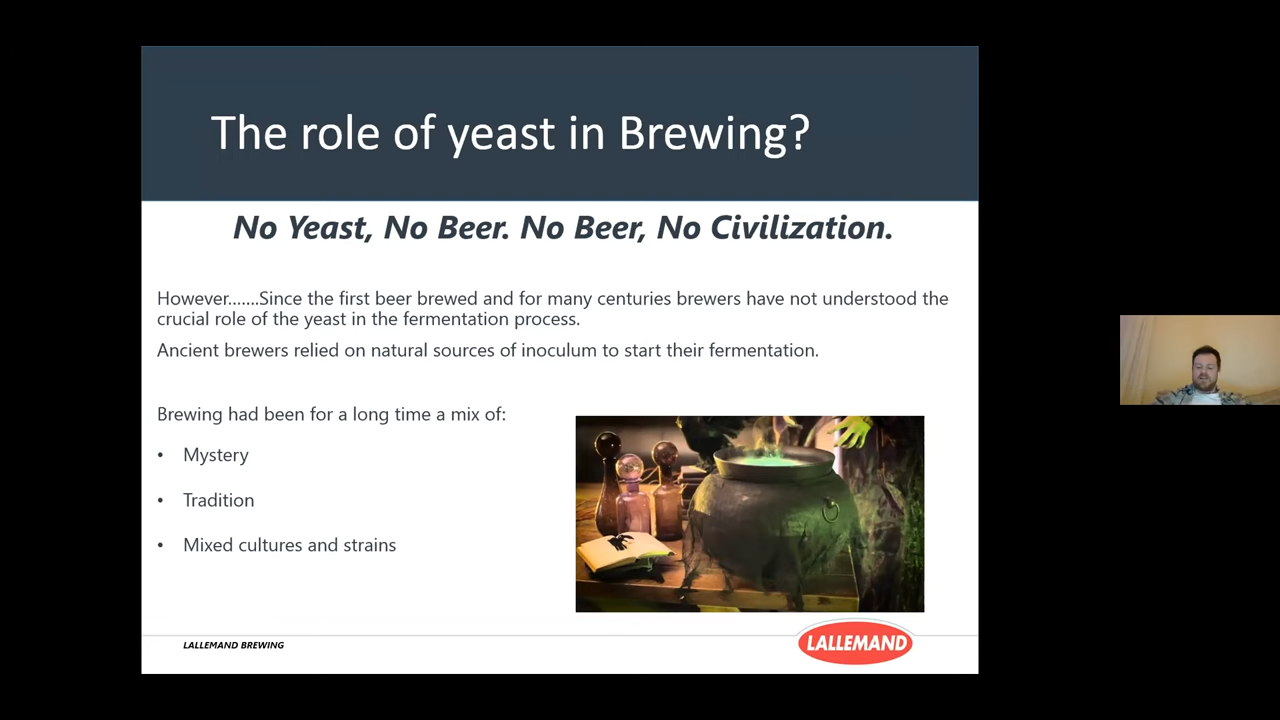 The role of yeast in Brewing?
No Yeast, No Beer. No Beer, No Civilization.
However.......Since the first beer brewed and for many centuries brewers have not understood the
crucial role of the yeast in the fermentation process.
Ancient brewers relied on natural sources of inoculum to start their fermentation.
Brewing had been for a long time a mix of:
• Mystery
• Tradition
• Mixed cultures and strains
LALLEMAND BREWING
LALLEMAND